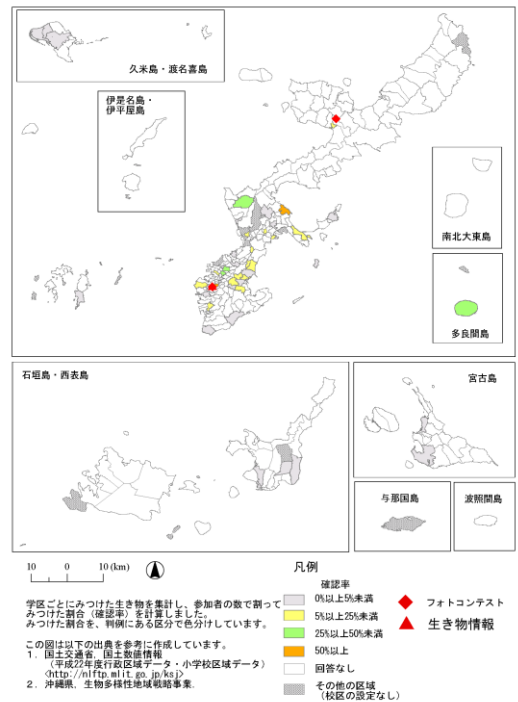 久米島・渡名喜島
伊是名島・
伊平屋島
南北大東島
多良間島
石垣島・西表島
宮古島
与那国島
波照間島
10 0 10(km)
凡例
確認率
0%以上5%未満
5%以上25%未満
25%以上50%未満
50%以上
回答なし
その他の区域
(校区の設定なし)
フォトコンテスト
生き物情報
学区ごとにみつけた生き物を集計し、参加者の数で割って
みつけた割合（確認率）を計算しました。
みつけた割合を、判例にある区分で色分けしています。
この図は以下の出典を参考に作成しています。
1．国土交通省．国土数値情報
（平成22年度行政区域データ・小学校区域データ）
<http://nlftp.mlit.go.jp/ksj>
2．沖縄県．生物多様性地域戦略事業．